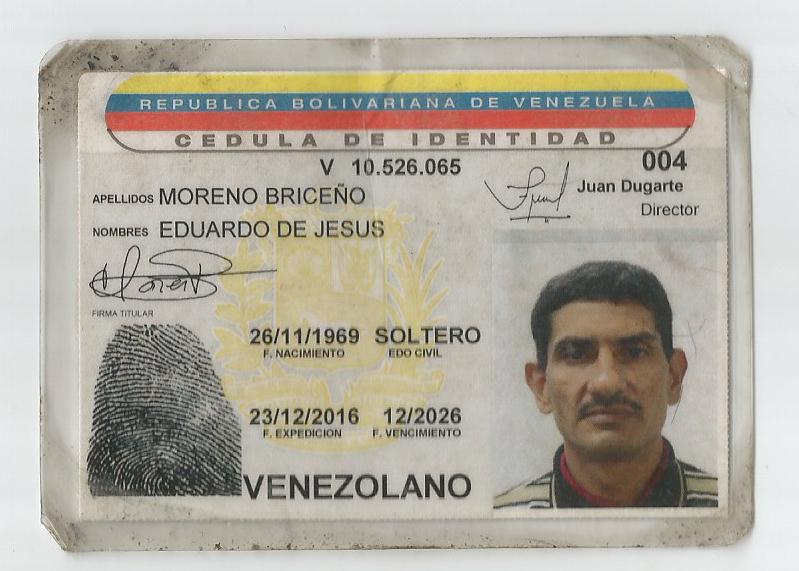 REPUBLICA BOLIVARIANA DE VENEZUELA
CEDULA DE IDENTIDAD
V 10.526.065
004
APELLIDOS MORENO BRICEÑO
Juan Dugarte
Director
NOMBRES EDUARDO DE JESUS
FIRMA TITULAR
26/11/1969 SOLTERO
F. NACIMIENTO EDO CIVIL
23/12/2016 12/2026
F. EXPEDICION F. VENCIMIENTO
VENEZOLANO